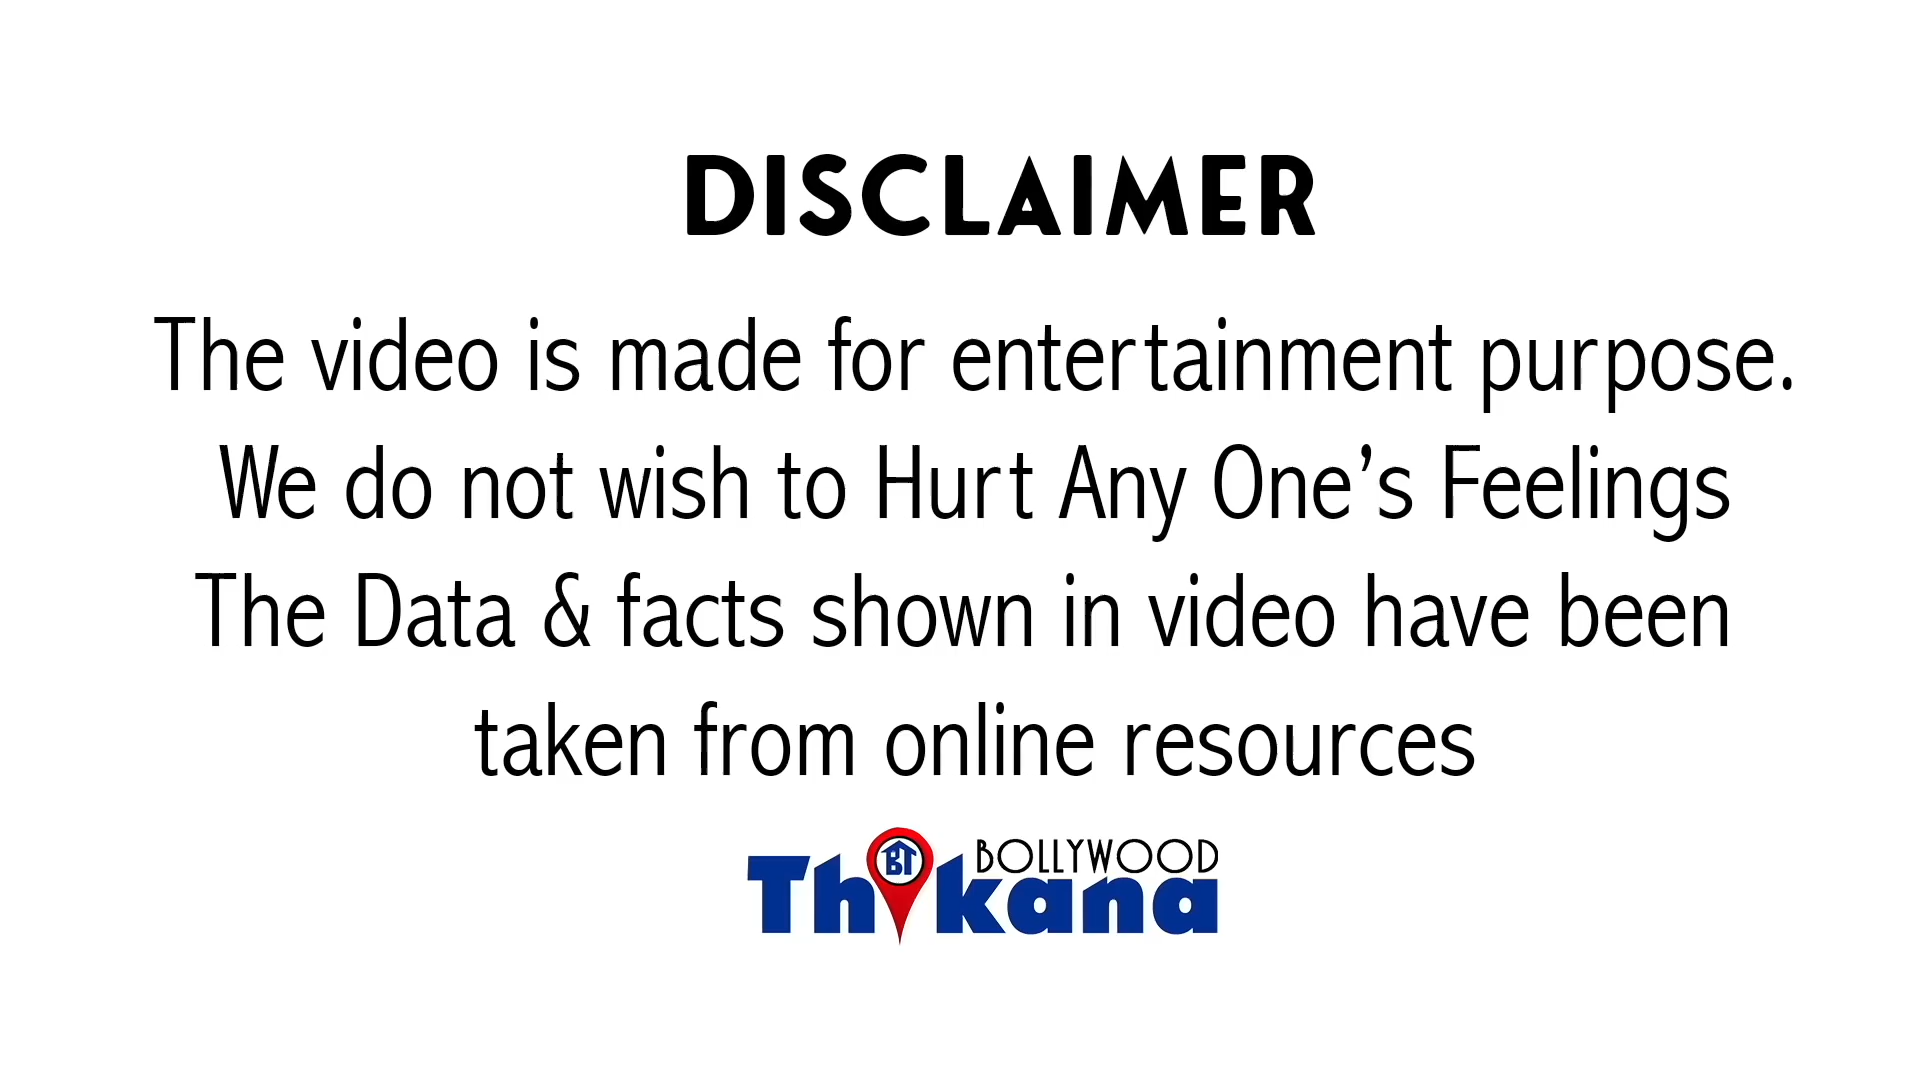 DISCLAIMER
The video is made for entertainment purpose.
We do not wish to Hurt Any One’s Feelings
The Data & facts shown in video have been
taken from online resources
BT
BOLLYWOOD
Thikana